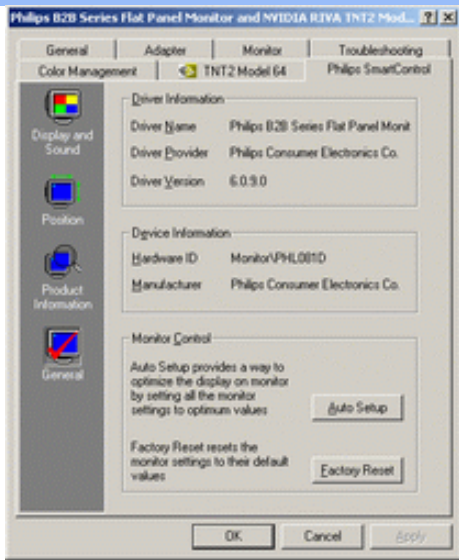 Philips B2B Series Flat Panel Monitor and NVIDIA RIVA TNT2 Mod...
General Adapter Monitor Troubleshooting
Color Management TNT2 Model 64 Philips SmartControl
Display and
Sound
Position
Product
Information
General
Driver Information
Driver Name Philips B2B Series Flat Panel Monit
Driver Provider Philips Consumer Electronics Co.
Driver Version 6.0.9.0
Device Information
Hardware ID Monitor\PHL081D
Manufacturer Philips Consumer Electronics Co.
Monitor Control
Auto Setup provides a way to
optimize the display on monitor
by setting all the monitor
settings to optimum values
Auto Setup
Factory Reset resets the
monitor settings to their default
values
Factory Reset
OK Cancel Apply